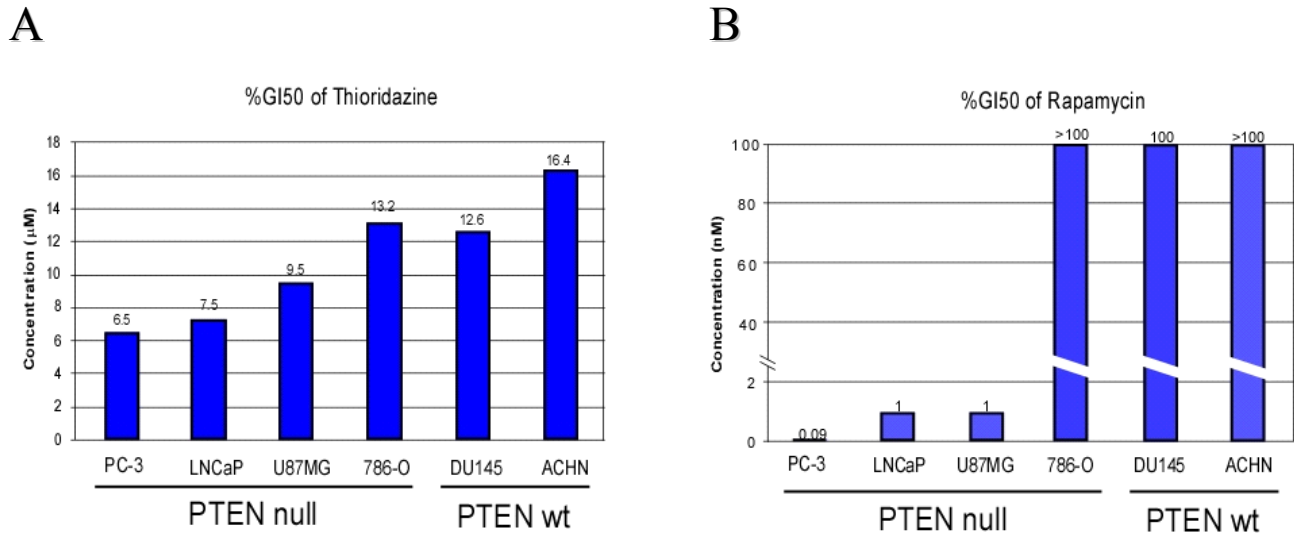 A
%GI50 of Thioridazine
Concentration (µM)
18
16
14
12
10
8
6
4
2
0
6.5
7.5
9.5
13.2
12.6
16.4
PC-3 LNCaP U87MG 786-O DU145 ACHN
PTEN null PTEN wt
B
%GI50 of Rapamycin
Concentration (nM)
100
80
60
40
2
0
0.09
1
1
>100
100
>100
PC-3 LNCaP U87MG 786-O DU145 ACHN
PTEN null PTEN wt